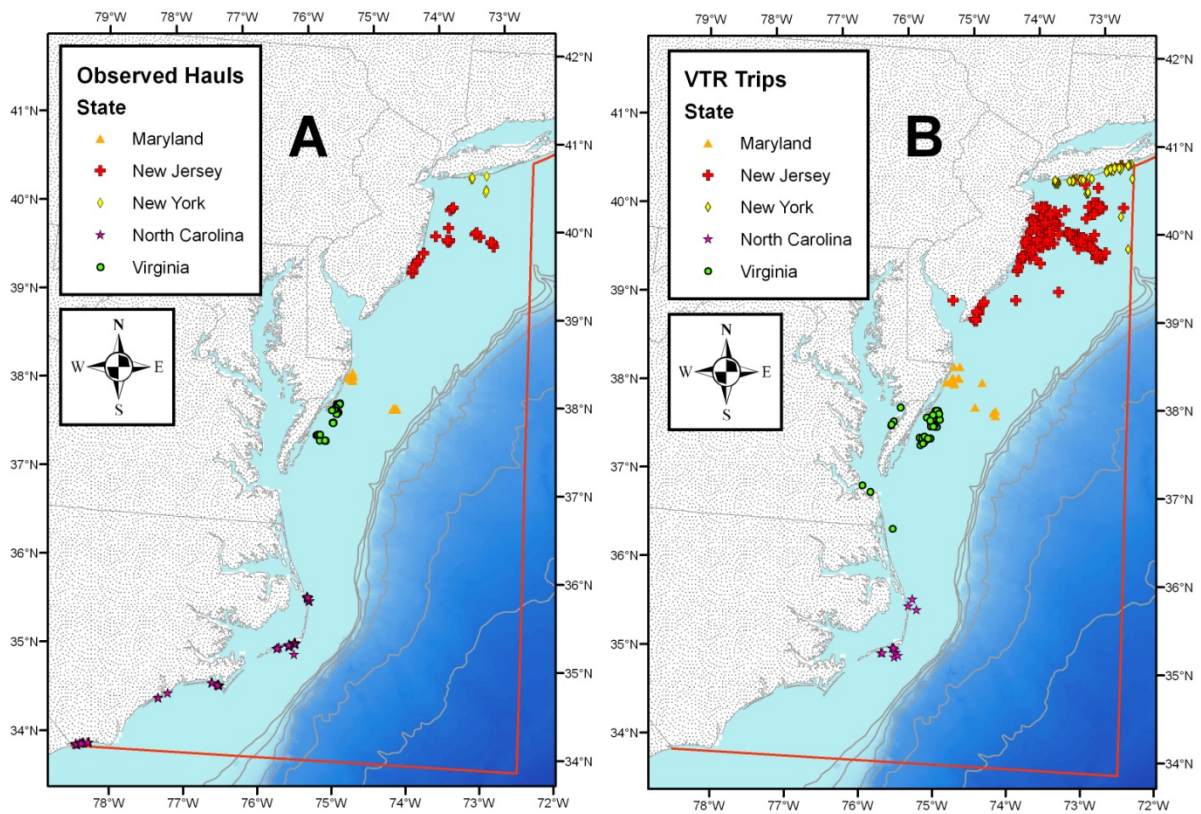 79°W 78°W 77°W 76°W 75°W 74°W 73°W
Observed Hauls
State
Maryland
New Jersey
New York
North Carolina
Virginia
A
N
W E
S
41°N
40°N
39°N
38°N
37°N
36°N
35°N
34°N
42°N
41°N
40°N
39°N
38°N
37°N
36°N
35°N
34°N
78°W 77°W 76°W 75°W 74°W 73°W 72°W
79°W 78°W 77°W 76°W 75°W 74°W 73°W
VTR Trips
State
Maryland
New Jersey
New York
North Carolina
Virginia
B
N
W E
S
41°N
40°N
39°N
38°N
37°N
36°N
35°N
34°N
42°N
41°N
40°N
39°N
38°N
37°N
36°N
35°N
34°N
78°W 77°W 76°W 75°W 74°W 73°W 72°W